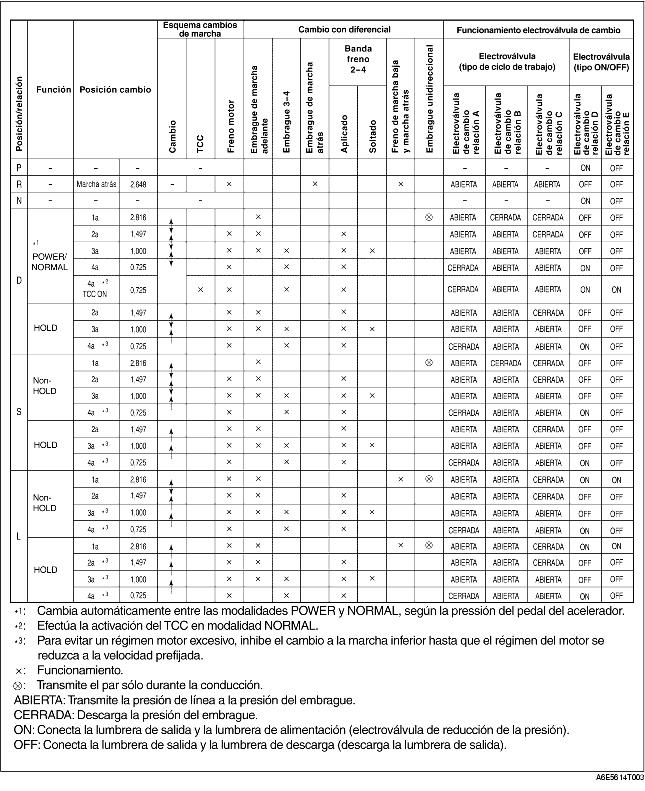 Esquema cambios de marcha | Cambio con diferencial | Funcionamiento electroválvula de cambio
Banda freno 2–4 | Electroválvula (tipo de ciclo de trabajo) | Electroválvula (tipo ON/OFF)
Posición/relación | Función | Posición cambio | Cambio | TCC | Freno motor | Embrague de marcha adelante | Embrague 3–4 | Embrague de marcha atrás | Aplicado | Soltado | Freno de marcha baja y marcha atrás | Embrague unidireccional | Electroválvula de cambio relación A | Electroválvula de cambio relación B | Electroválvula de cambio relación C | Electroválvula de cambio relación D | Electroválvula de cambio relación E
P – – – – – – – ON OFF
R – Marcha atrás 2,648 – × × × ABIERTA ABIERTA ABIERTA OFF OFF
N – – – – – – – ON OFF
D
*1 POWER/NORMAL
1a 2,816 × ⊗ ABIERTA CERRADA CERRADA OFF OFF
2a 1,497 × × × ABIERTA ABIERTA CERRADA OFF OFF
3a 1,000 × × × × × ABIERTA ABIERTA ABIERTA OFF OFF
4a 0,725 × × × CERRADA ABIERTA ABIERTA ON OFF
4a *2 TCC ON 0,725 × × × × CERRADA ABIERTA ABIERTA ON ON
HOLD
2a 1,497 × × × ABIERTA ABIERTA CERRADA OFF OFF
3a 1,000 × × × × × ABIERTA ABIERTA ABIERTA OFF OFF
4a *3 0,725 × × × CERRADA ABIERTA ABIERTA ON OFF
S
Non-HOLD
1a 2,816 × ⊗ ABIERTA CERRADA CERRADA OFF OFF
2a 1,497 × × × ABIERTA ABIERTA CERRADA OFF OFF
3a 1,000 × × × × × ABIERTA ABIERTA ABIERTA OFF OFF
4a *3 0,725 × × × CERRADA ABIERTA ABIERTA ON OFF
HOLD
2a 1,497 × × × ABIERTA ABIERTA CERRADA OFF OFF
3a *3 1,000 × × × × × ABIERTA ABIERTA ABIERTA OFF OFF
4a *3 0,725 × × × CERRADA ABIERTA ABIERTA ON OFF
L
Non-HOLD
1a 2,816 × × × ⊗ ABIERTA ABIERTA CERRADA ON ON
2a 1,497 × × × ABIERTA ABIERTA CERRADA OFF OFF
3a *3 1,000 × × × × × ABIERTA ABIERTA ABIERTA OFF OFF
4a *3 0,725 × × × CERRADA ABIERTA ABIERTA ON OFF
HOLD
1a 2,816 × × × ⊗ ABIERTA ABIERTA CERRADA ON ON
2a *3 1,497 × × × ABIERTA ABIERTA CERRADA OFF OFF
3a *3 1,000 × × × × × ABIERTA ABIERTA ABIERTA OFF OFF
4a *3 0,725 × × × CERRADA ABIERTA ABIERTA ON OFF
*1: Cambia automáticamente entre las modalidades POWER y NORMAL, según la pressión del pedal del acelerador.
*2: Efectúa la activación del TCC en modalidad NORMAL.
*3: Para evitar un régimen motor excesivo, inhibe el cambio a la marcha inferior hasta que el régimen del motor se
reduzca a la velocidad prefijada.
×: Funcionamiento.
⊗: Transmite el par sólo durante la conducción.
ABIERTA: Transmite la presión de línea a la presión del embrague.
CERRADA: Descarga la presión del embrague.
ON: Conecta la lumbrera de salida y la lumbrera de alimentación (electroválvula de reducción de la presión).
OFF: Conecta la lumbrera de salida y la lumbrera de descarga (descarga la lumbrera de salida).
A6E5614T003